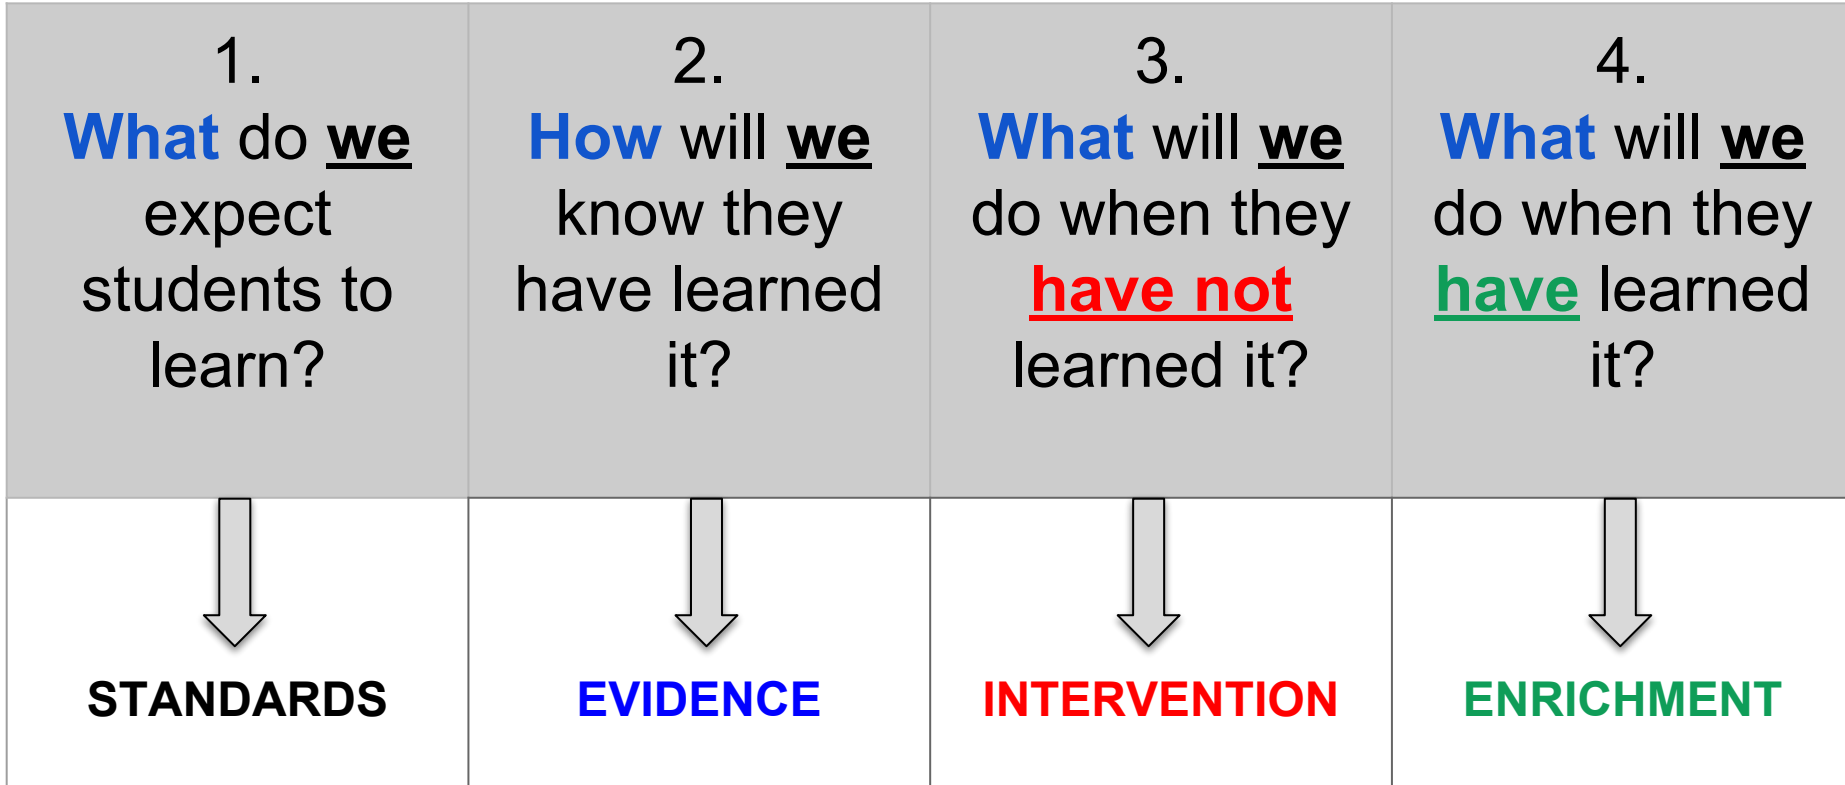 1.
What do we
expect
students to
learn?
2.
How will we
know they
have learned
it?
3.
What will we
do when they
have not
learned it?
4.
What will we
do when they
have learned
it?
STANDARDS
EVIDENCE
INTERVENTION
ENRICHMENT